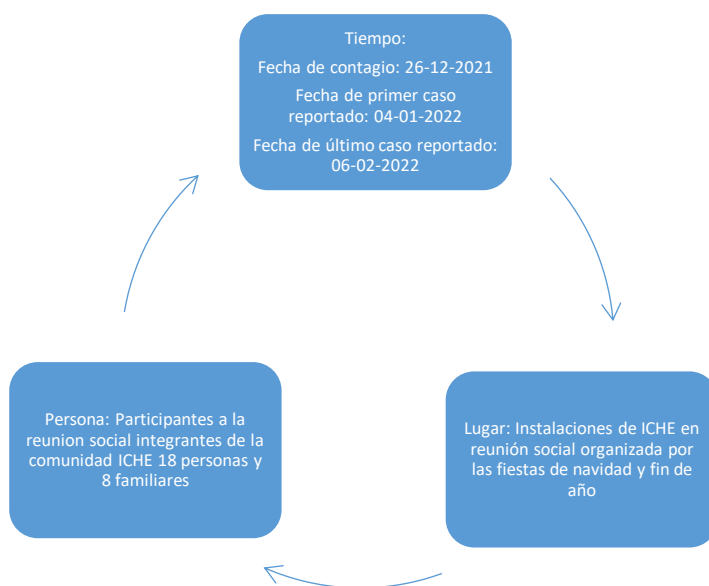 Tiempo:
Fecha de contagio: 26-12-2021
Fecha de primer caso
reportado: 04-01-2022
Fecha de último caso reportado:
06-02-2022
Persona: Participantes a la
reunion social integrantes de la
comunidad ICHE 18 personas y
8 familiares
Lugar: Instalaciones de ICHE en
reunión social organizada por
las fiestas de navidad y fin de
año